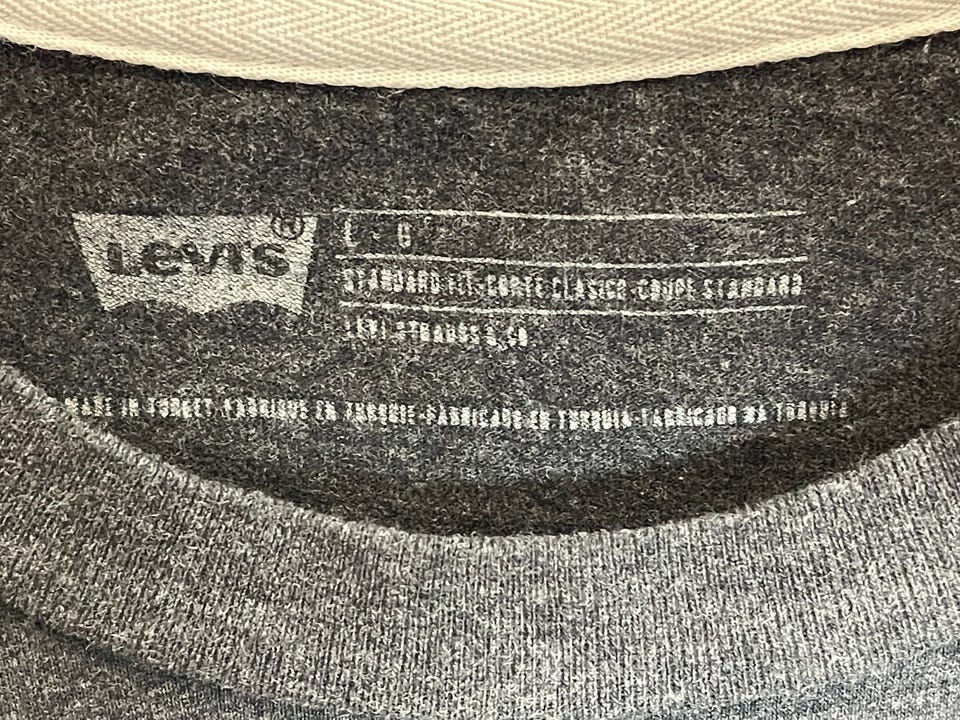 Levi's®
L - G
STANDARD FIT-CORTE CLASICO-COUPE STANDARD
LEVI STRAUSS & CO
MADE IN TURKEY-FABRIQUE EN TURQUIE-FABRICADO EN TURQUIA-FABRICADO NA TURQUIA